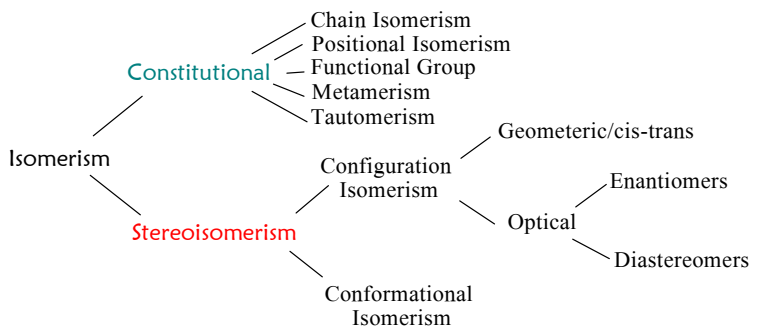 Chain Isomerism
Positional Isomerism
Functional Group
Metamerism
Tautomerism
Constitutional
Isomerism
Stereoisomerism
Configuration
Isomerism
Geometeric/cis-trans
Optical
Enantiomers
Diastereomers
Conformational
Isomerism